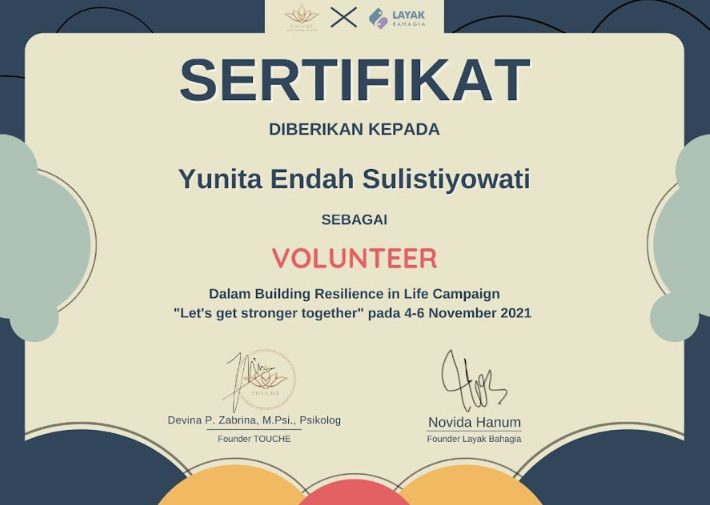 TOUCHE
LAYAK
BAHAGIA
SERTIFIKAT
DIBERIKAN KEPADA
Yunita Endah Sulistiyowati
SEBAGAI
VOLUNTEER
Dalam Building Resilience in Life Campaign
"Let's get stronger together" pada 4-6 November 2021
TOUCHE
Devina P. Zabrina, M.Psi., Psikolog
Founder TOUCHE
Novida Hanum
Founder Layak Bahagia